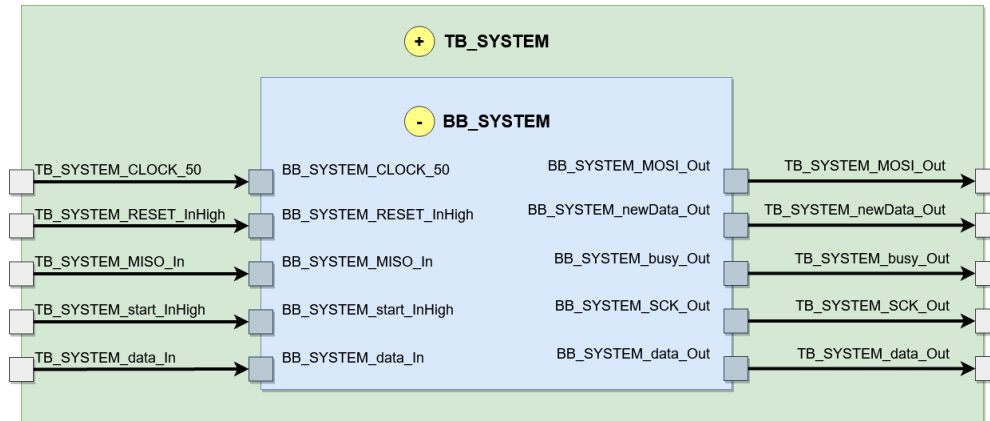 + TB_SYSTEM
- BB_SYSTEM
TB_SYSTEM_CLOCK_50 BB_SYSTEM_CLOCK_50 BB_SYSTEM_MOSI_Out TB_SYSTEM_MOSI_Out
TB_SYSTEM_RESET_InHigh BB_SYSTEM_RESET_InHigh BB_SYSTEM_newData_Out TB_SYSTEM_newData_Out
TB_SYSTEM_MISO_In BB_SYSTEM_MISO_In BB_SYSTEM_busy_Out TB_SYSTEM_busy_Out
TB_SYSTEM_start_InHigh BB_SYSTEM_start_InHigh BB_SYSTEM_SCK_Out TB_SYSTEM_SCK_Out
TB_SYSTEM_data_In BB_SYSTEM_data_In BB_SYSTEM_data_Out TB_SYSTEM_data_Out